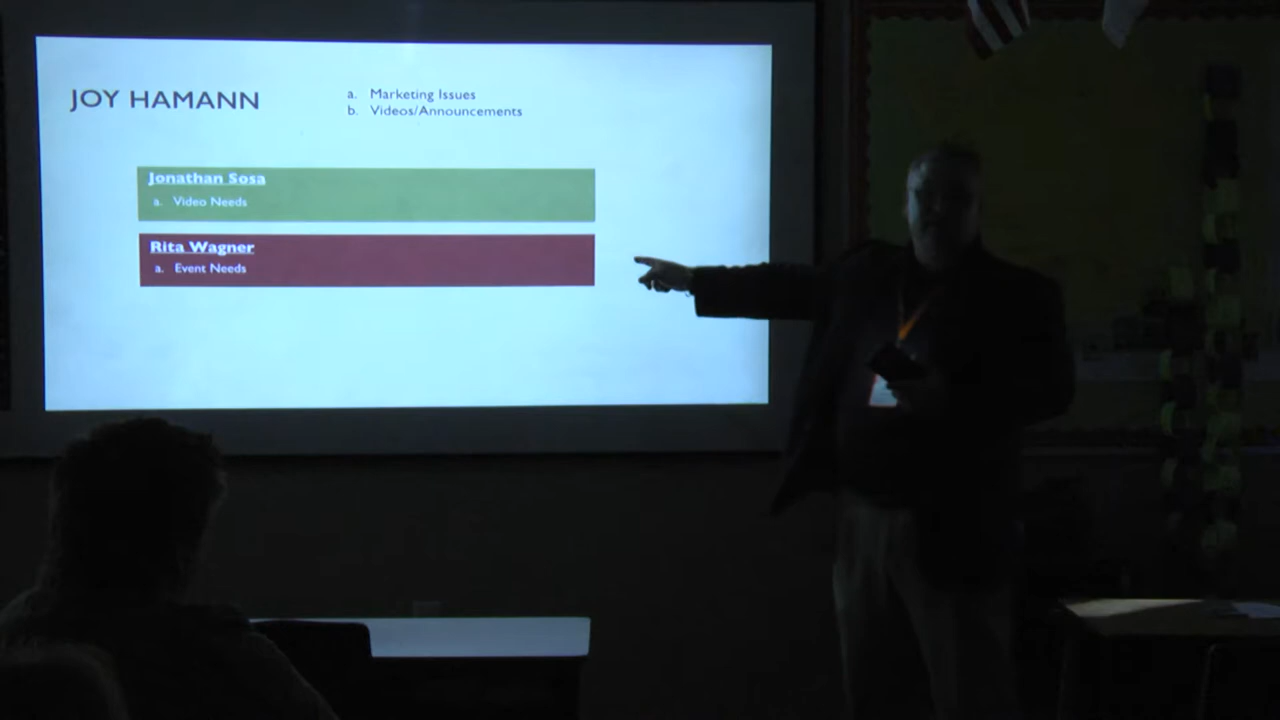 JOY HAMANN
a. Marketing Issues
b. Videos/Announcements
Jonathan Sosa
a. Video Needs
Rita Wagner
a. Event Needs